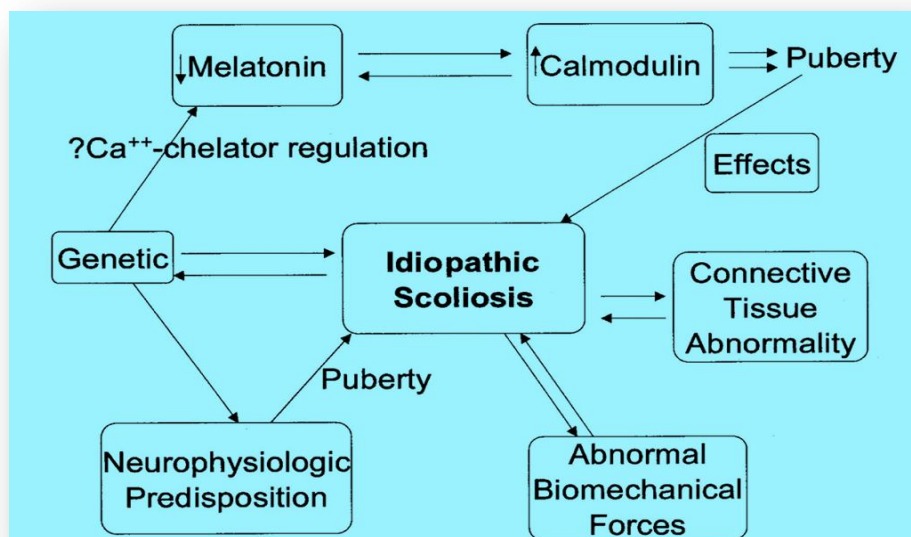 ↓Melatonin
↑Calmodulin
Puberty
?Ca⁺⁺-chelator regulation
Effects
Genetic
Idiopathic
Scoliosis
Connective
Tissue
Abnormality
Puberty
Neurophysiologic
Predisposition
Abnormal
Biomechanical
Forces